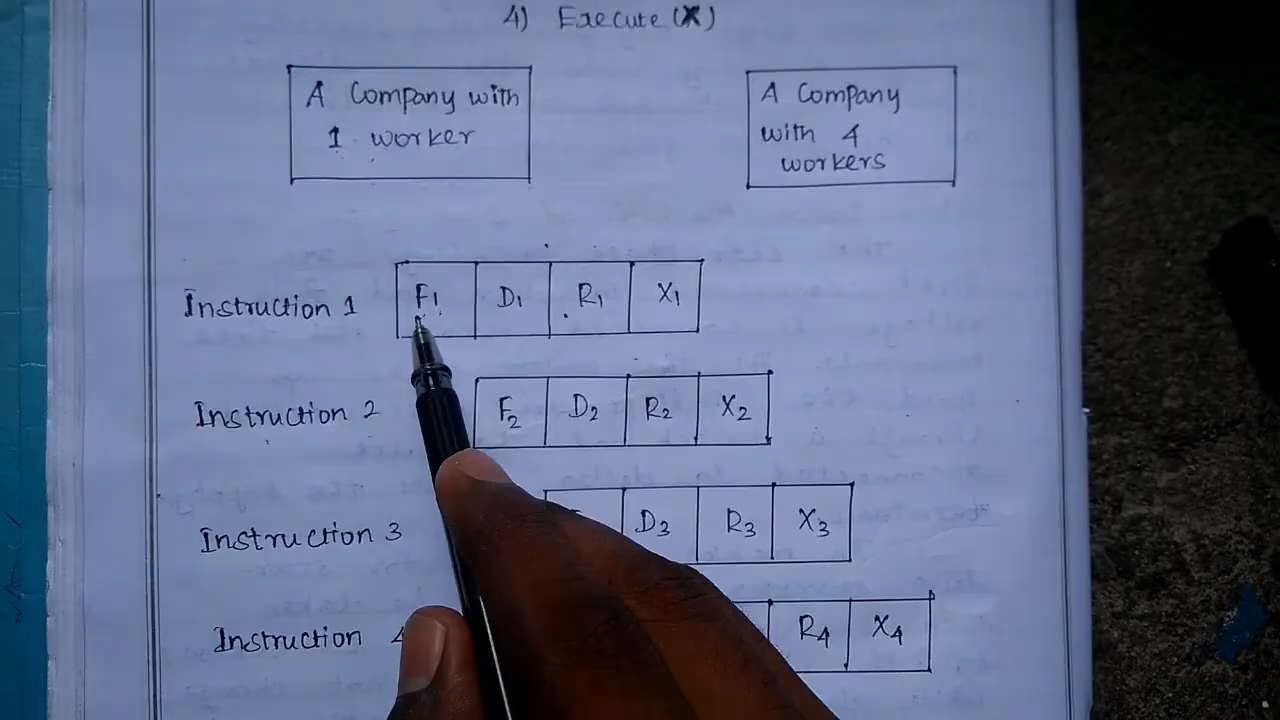 4) Execute (X)
A Company with
1 worker
A Company
with 4
workers
Instruction 1 F1 D1 R1 X1
Instruction 2 F2 D2 R2 X2
Instruction 3 D3 R3 X3
Instruction 4 R4 X4